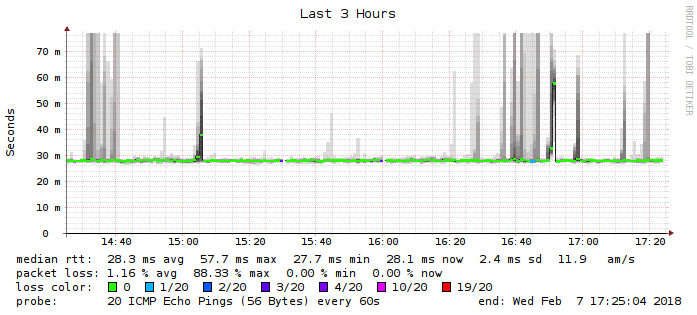 Last 3 Hours
RRDTOOL / TOBI OETIKER
Seconds
70 m
60 m
50 m
40 m
30 m
20 m
10 m
0
14:40 15:00 15:20 15:40 16:00 16:20 16:40 17:00 17:20
median rtt: 28.3 ms avg 57.7 ms max 27.7 ms min 28.1 ms now 2.4 ms sd 11.9 am/s
packet loss: 1.16 % avg 88.33 % max 0.00 % min 0.00 % now
loss color: 0 1/20 2/20 3/20 4/20 10/20 19/20
probe: 20 ICMP Echo Pings (56 Bytes) every 60s end: Wed Feb 7 17:25:04 2018